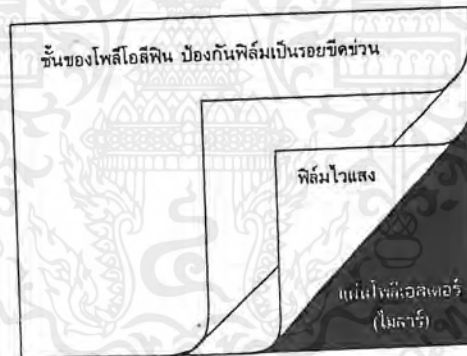 ชั้นของโพลีโอลีฟิน ป้องกันฟิล์มเป็นรอยขีดข่วน
ฟิล์มไวแสง
แผ่นโพลีเอสเตอร์
(ไมลาร์)